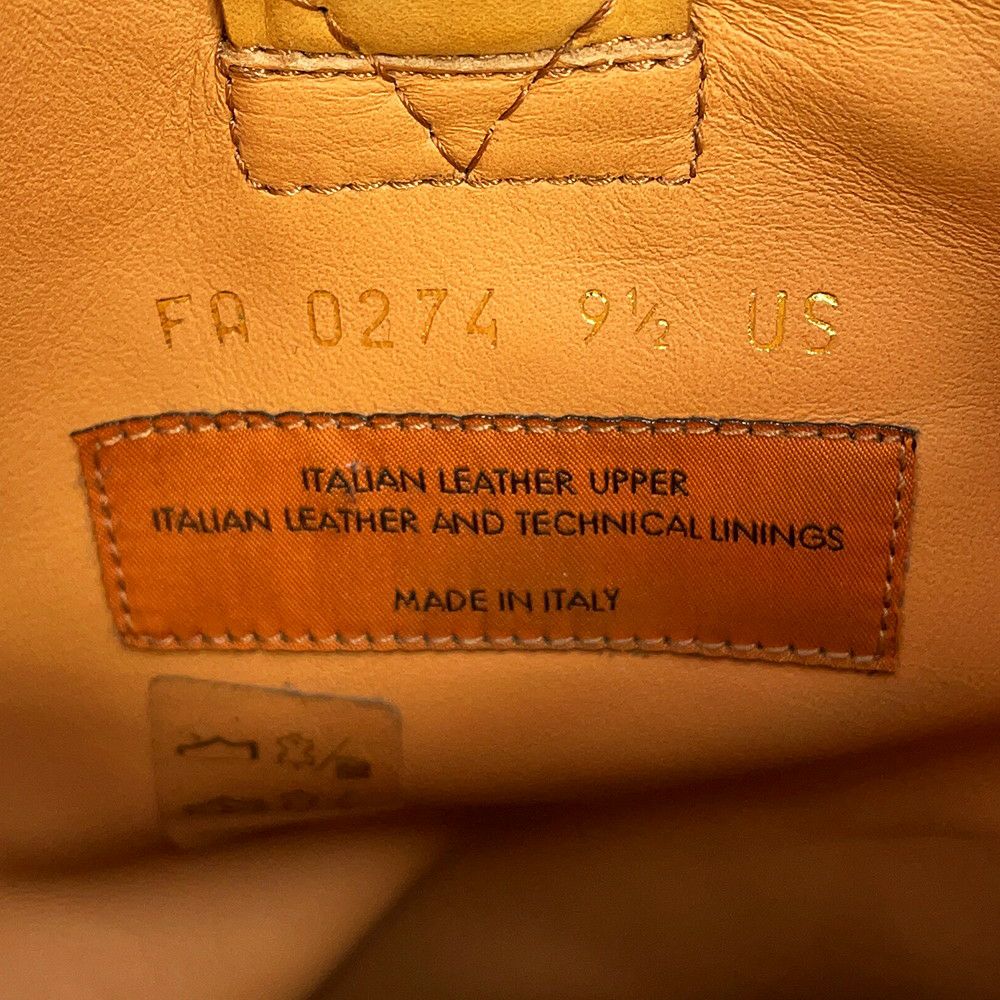 FA 0274 9½ US
ITALIAN LEATHER UPPER
ITALIAN LEATHER AND TECHNICAL LININGS
MADE IN ITALY